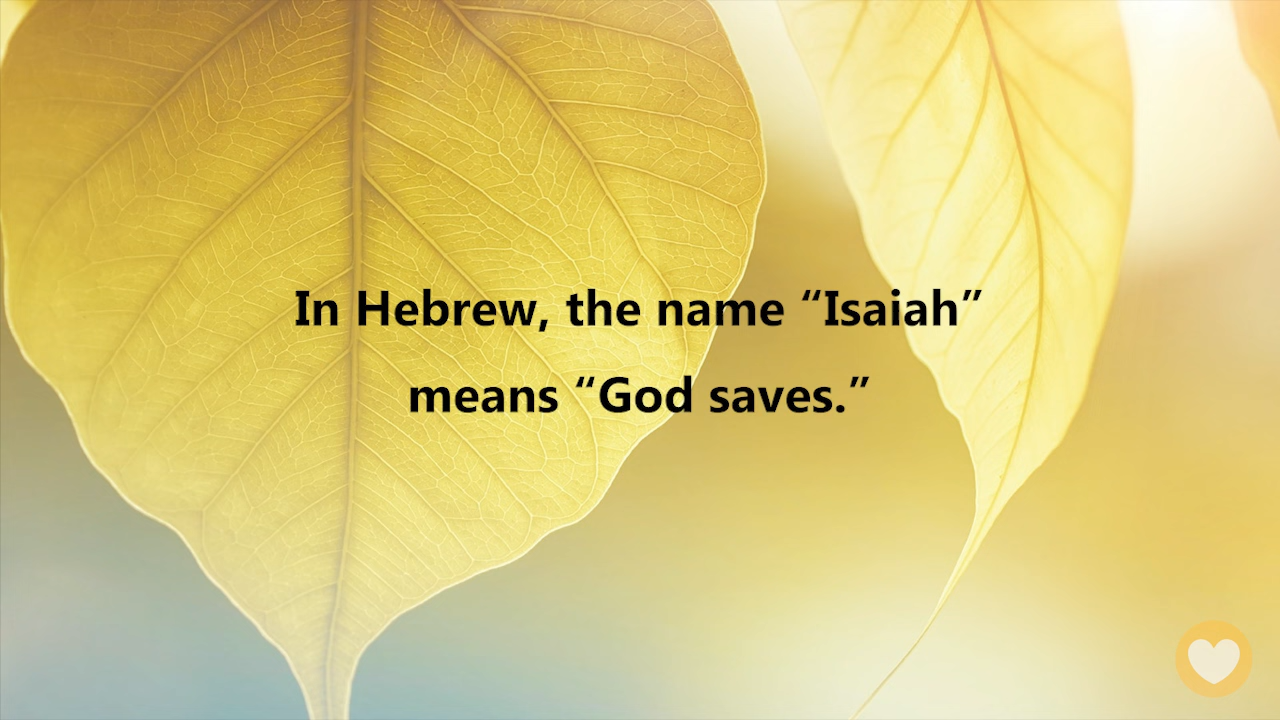 In Hebrew, the name “Isaiah”
means “God saves.”